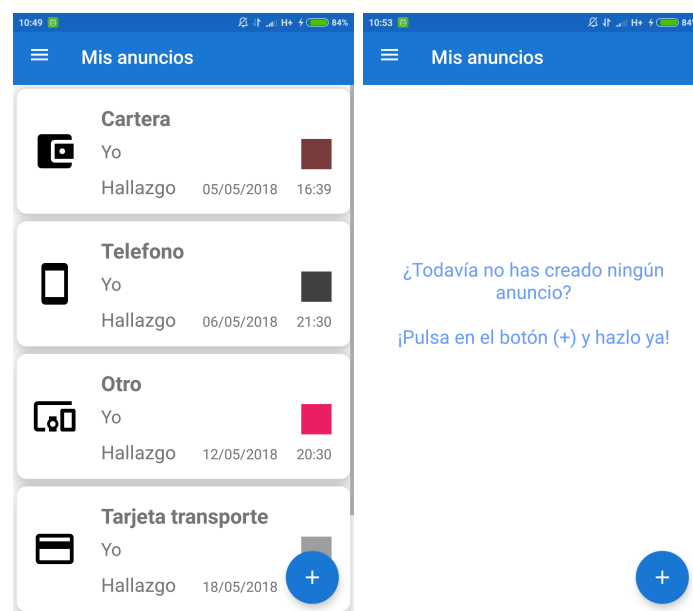 10:49 H+ 84%
Mis anuncios
Cartera
Yo
Hallazgo 05/05/2018 16:39
Telefono
Yo
Hallazgo 06/05/2018 21:30
Otro
Yo
Hallazgo 12/05/2018 20:30
Tarjeta transporte
Yo
Hallazgo 18/05/2018
+
10:53 H+ 84
Mis anuncios
¿Todavía no has creado ningún
anuncio?
¡Pulsa en el botón (+) y hazlo ya!
+